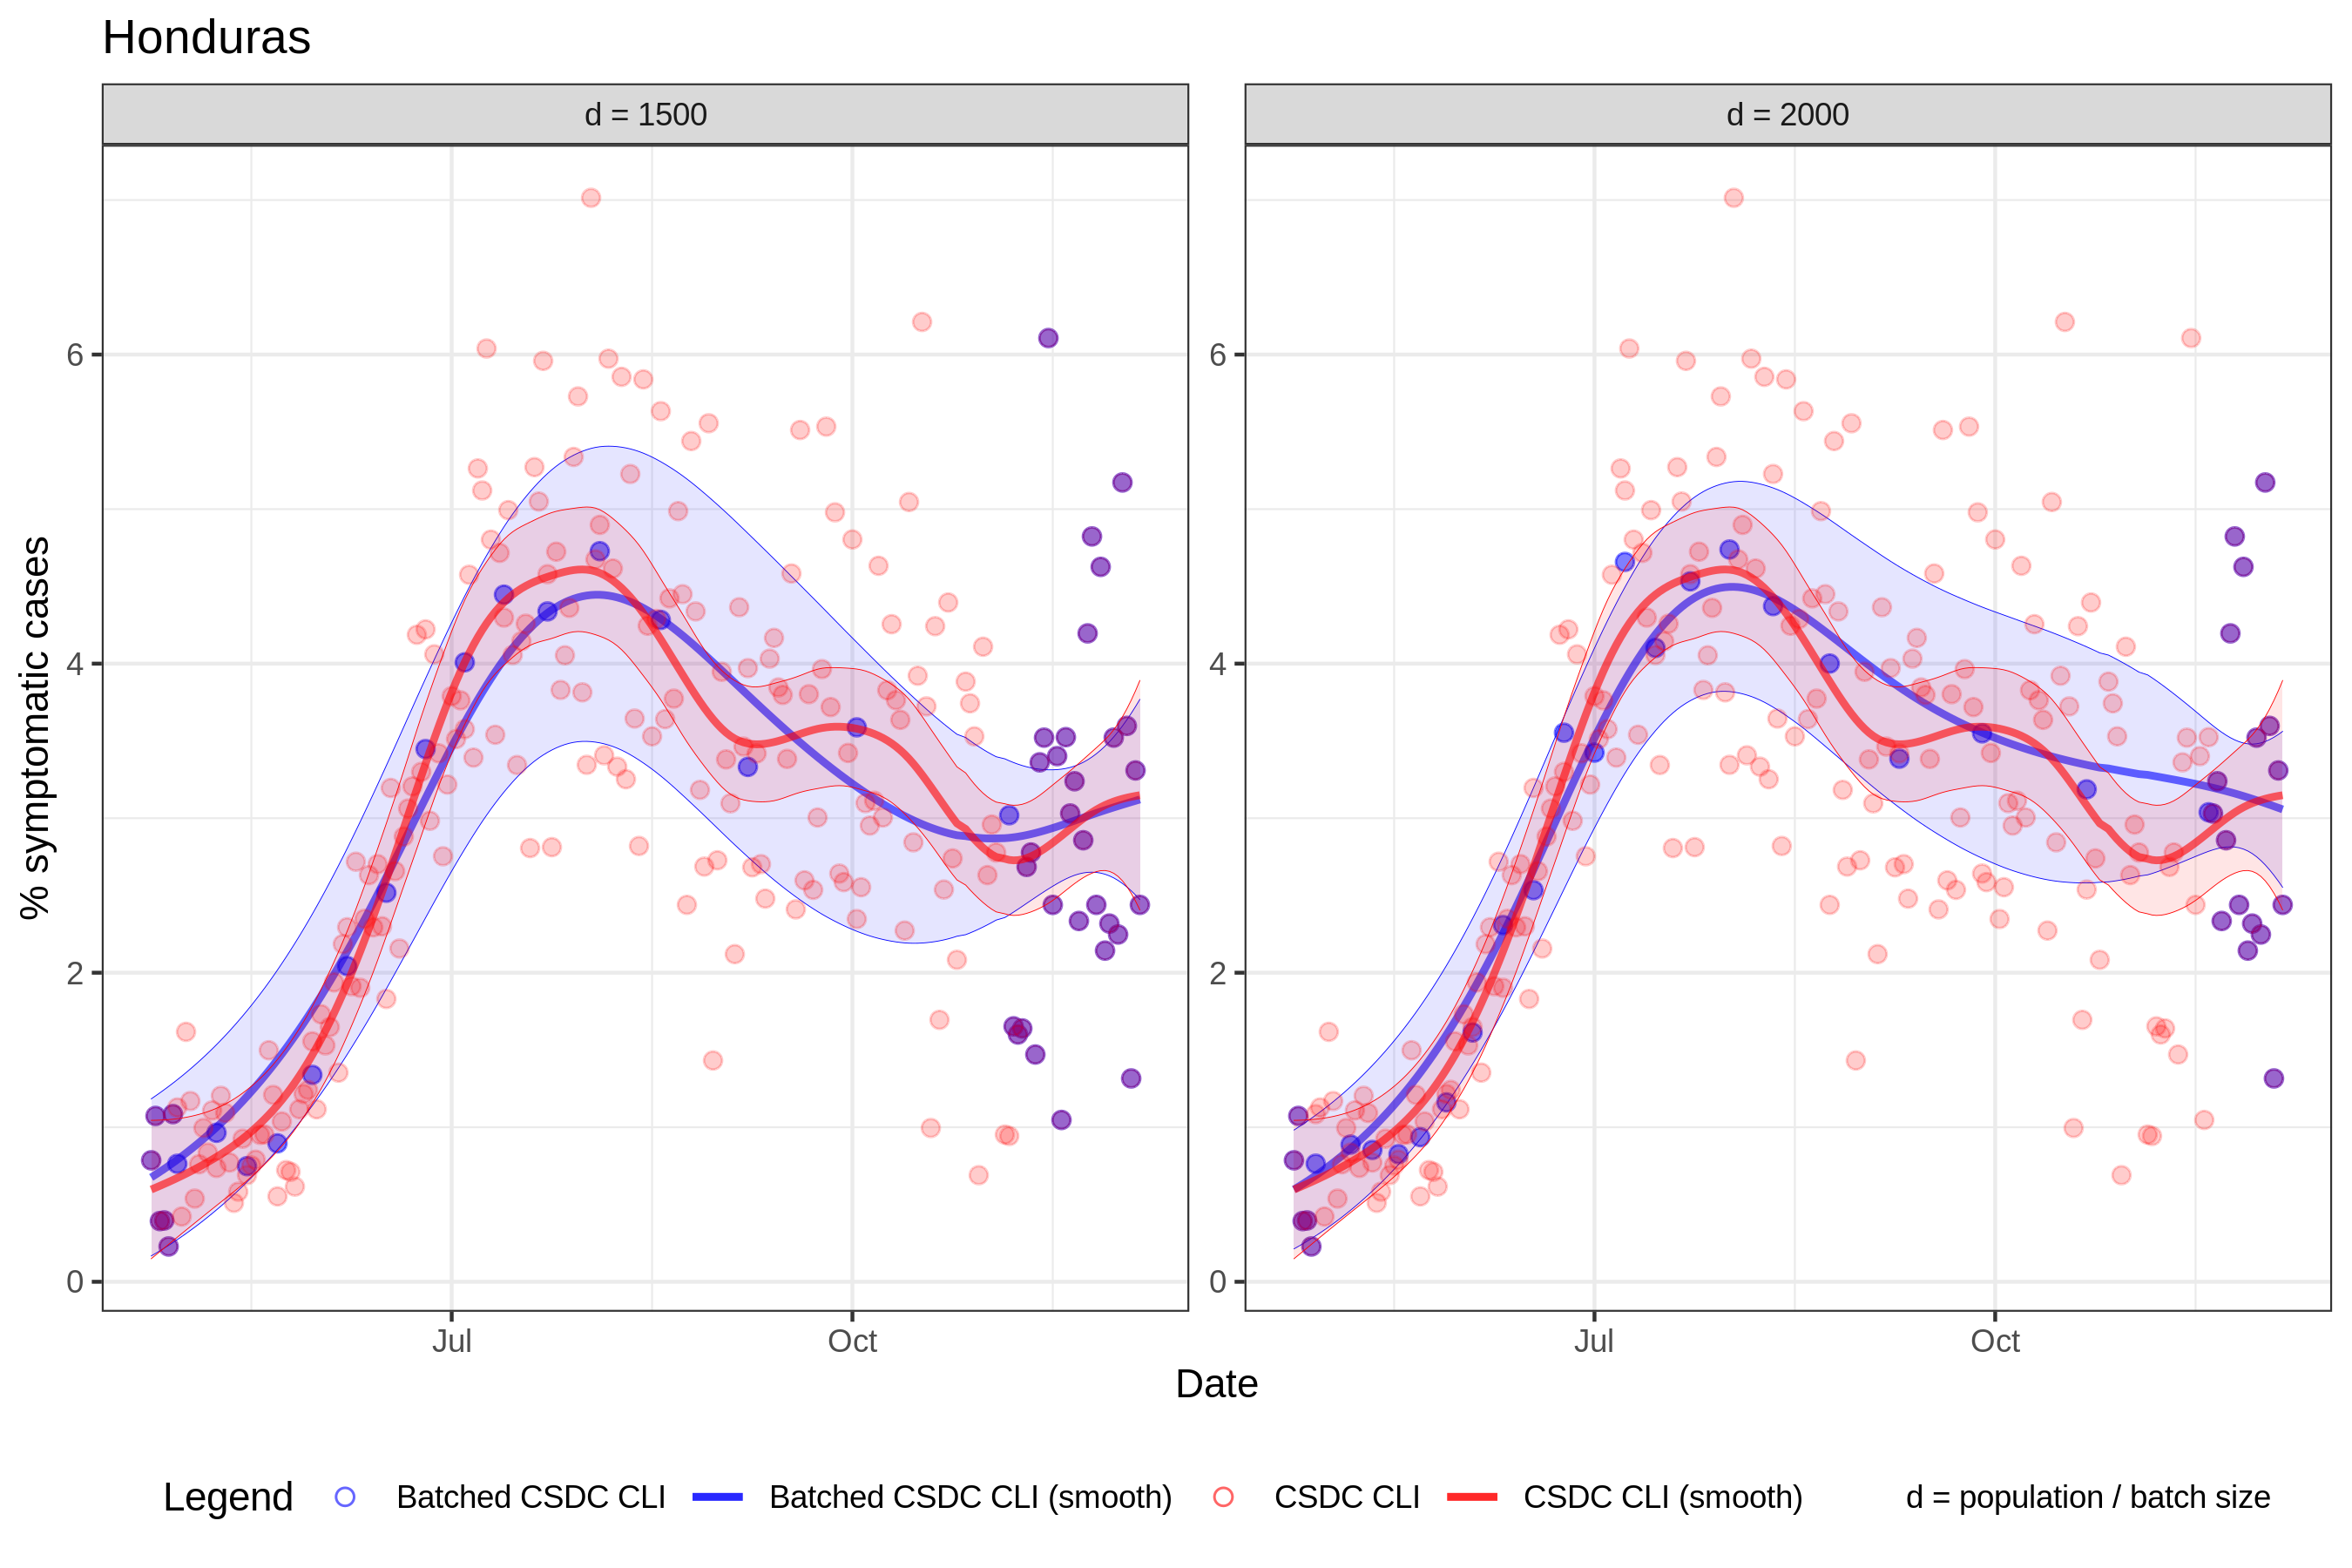 Honduras
d = 1500
d = 2000
% symptomatic cases
6
4
2
0
6
4
2
0
Jul
Oct
Jul
Oct
Date
Legend
Batched CSDC CLI
Batched CSDC CLI (smooth)
CSDC CLI
CSDC CLI (smooth)
d = population / batch size